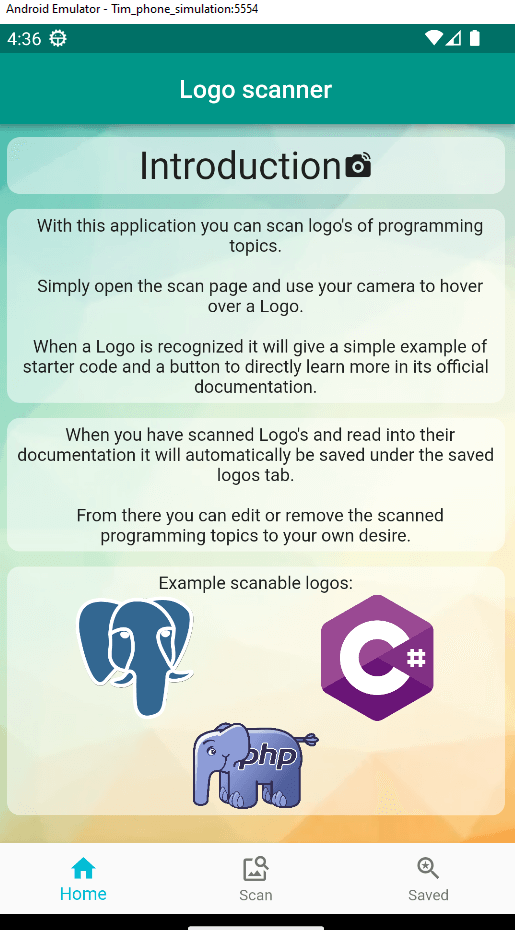 Android Emulator - Tim_phone_simulation:5554
4:36
Logo scanner
Introduction
With this application you can scan logo's of programming
topics.
Simply open the scan page and use your camera to hover
over a Logo.
When a Logo is recognized it will give a simple example of
starter code and a button to directly learn more in its official
documentation.
When you have scanned Logo's and read into their
documentation it will automatically be saved under the saved
logos tab.
From there you can edit or remove the scanned
programming topics to your own desire.
Example scanable logos:
C#
php
Home
Scan
Saved